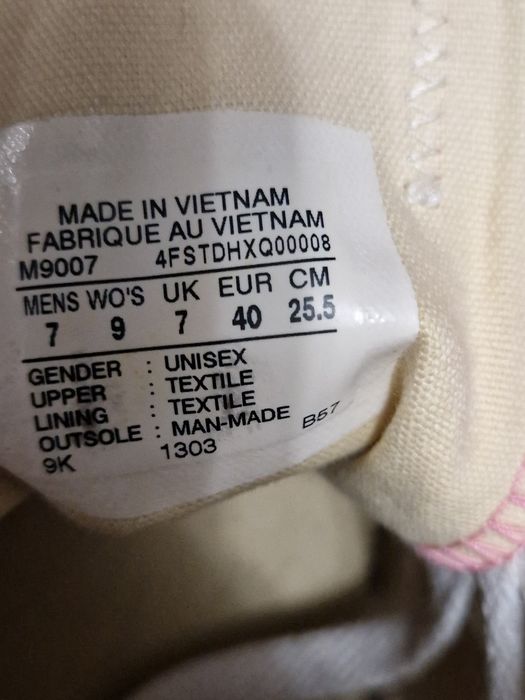 MADE IN VIETNAM
FABRIQUE AU VIETNAM
M9007 4FSTDHXQ00008
MENS WO'S UK EUR CM
7 9 7 40 25.5
GENDER : UNISEX
UPPER : TEXTILE
LINING : TEXTILE
OUTSOLE : MAN-MADE B57
9K 1303